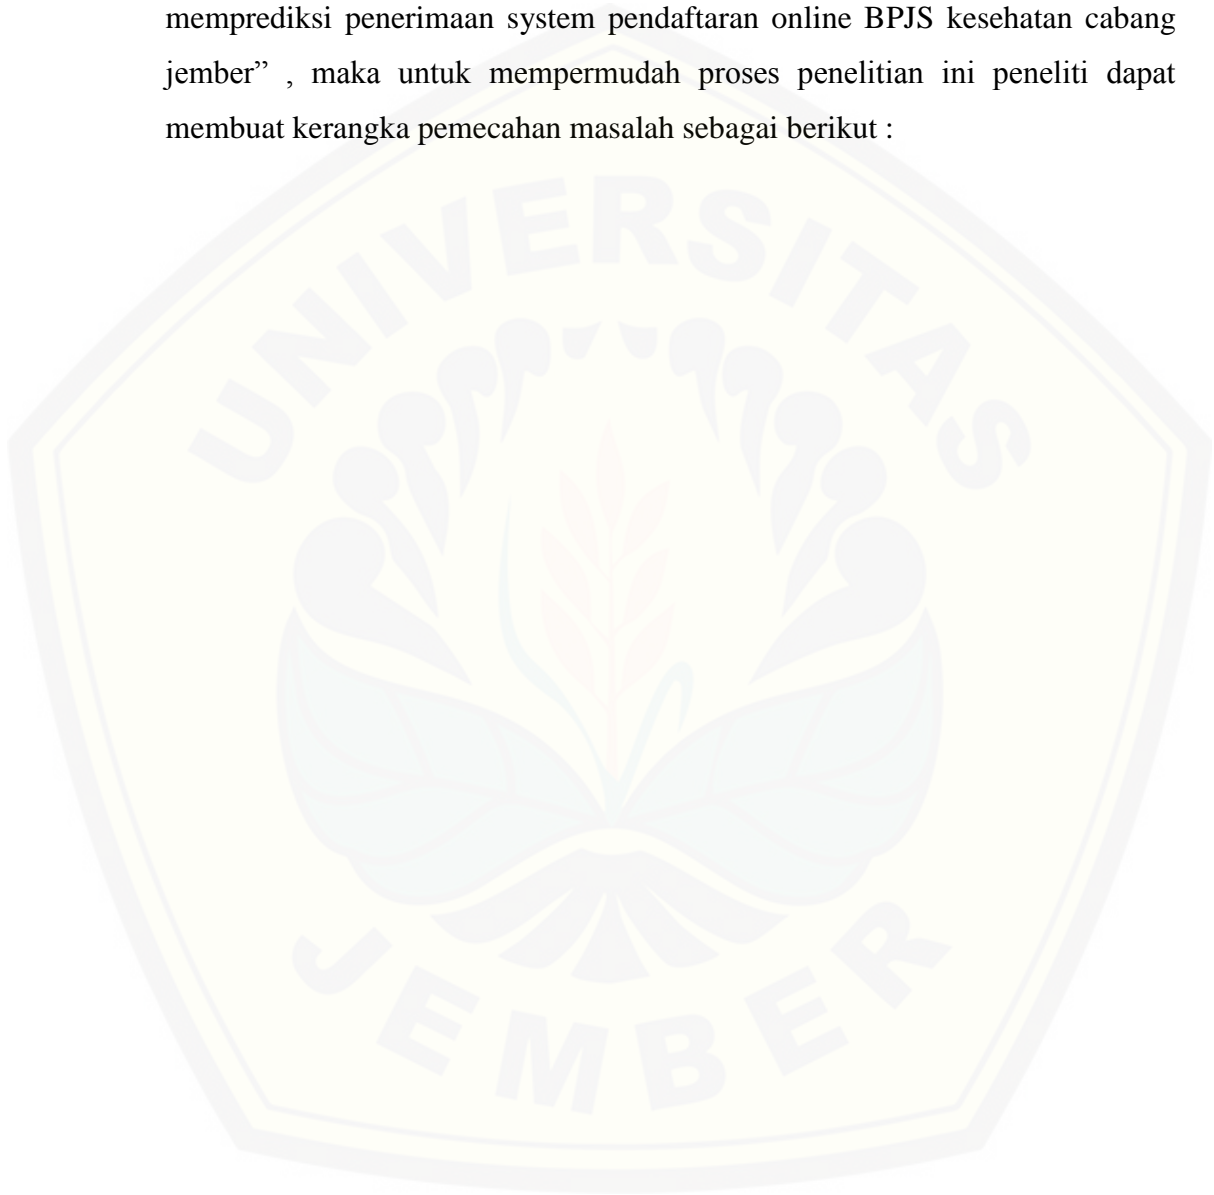 memprediksi penerimaan system pendaftaran online BPJS kesehatan cabang
jember” , maka untuk mempermudah proses penelitian ini peneliti dapat
membuat kerangka pemecahan masalah sebagai berikut :
UNIVERSITAS
JEMBER